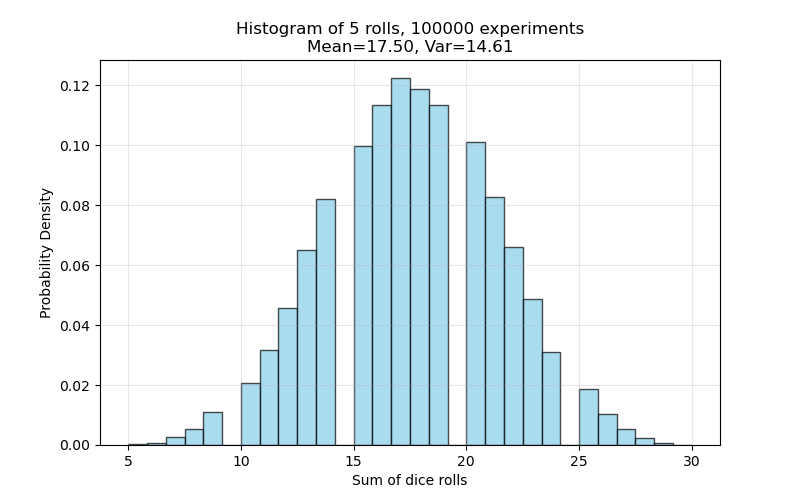 Histogram of 5 rolls, 100000 experiments
Mean=17.50, Var=14.61
Probability Density
0.12
0.10
0.08
0.06
0.04
0.02
0.00
5 10 15 20 25 30
Sum of dice rolls